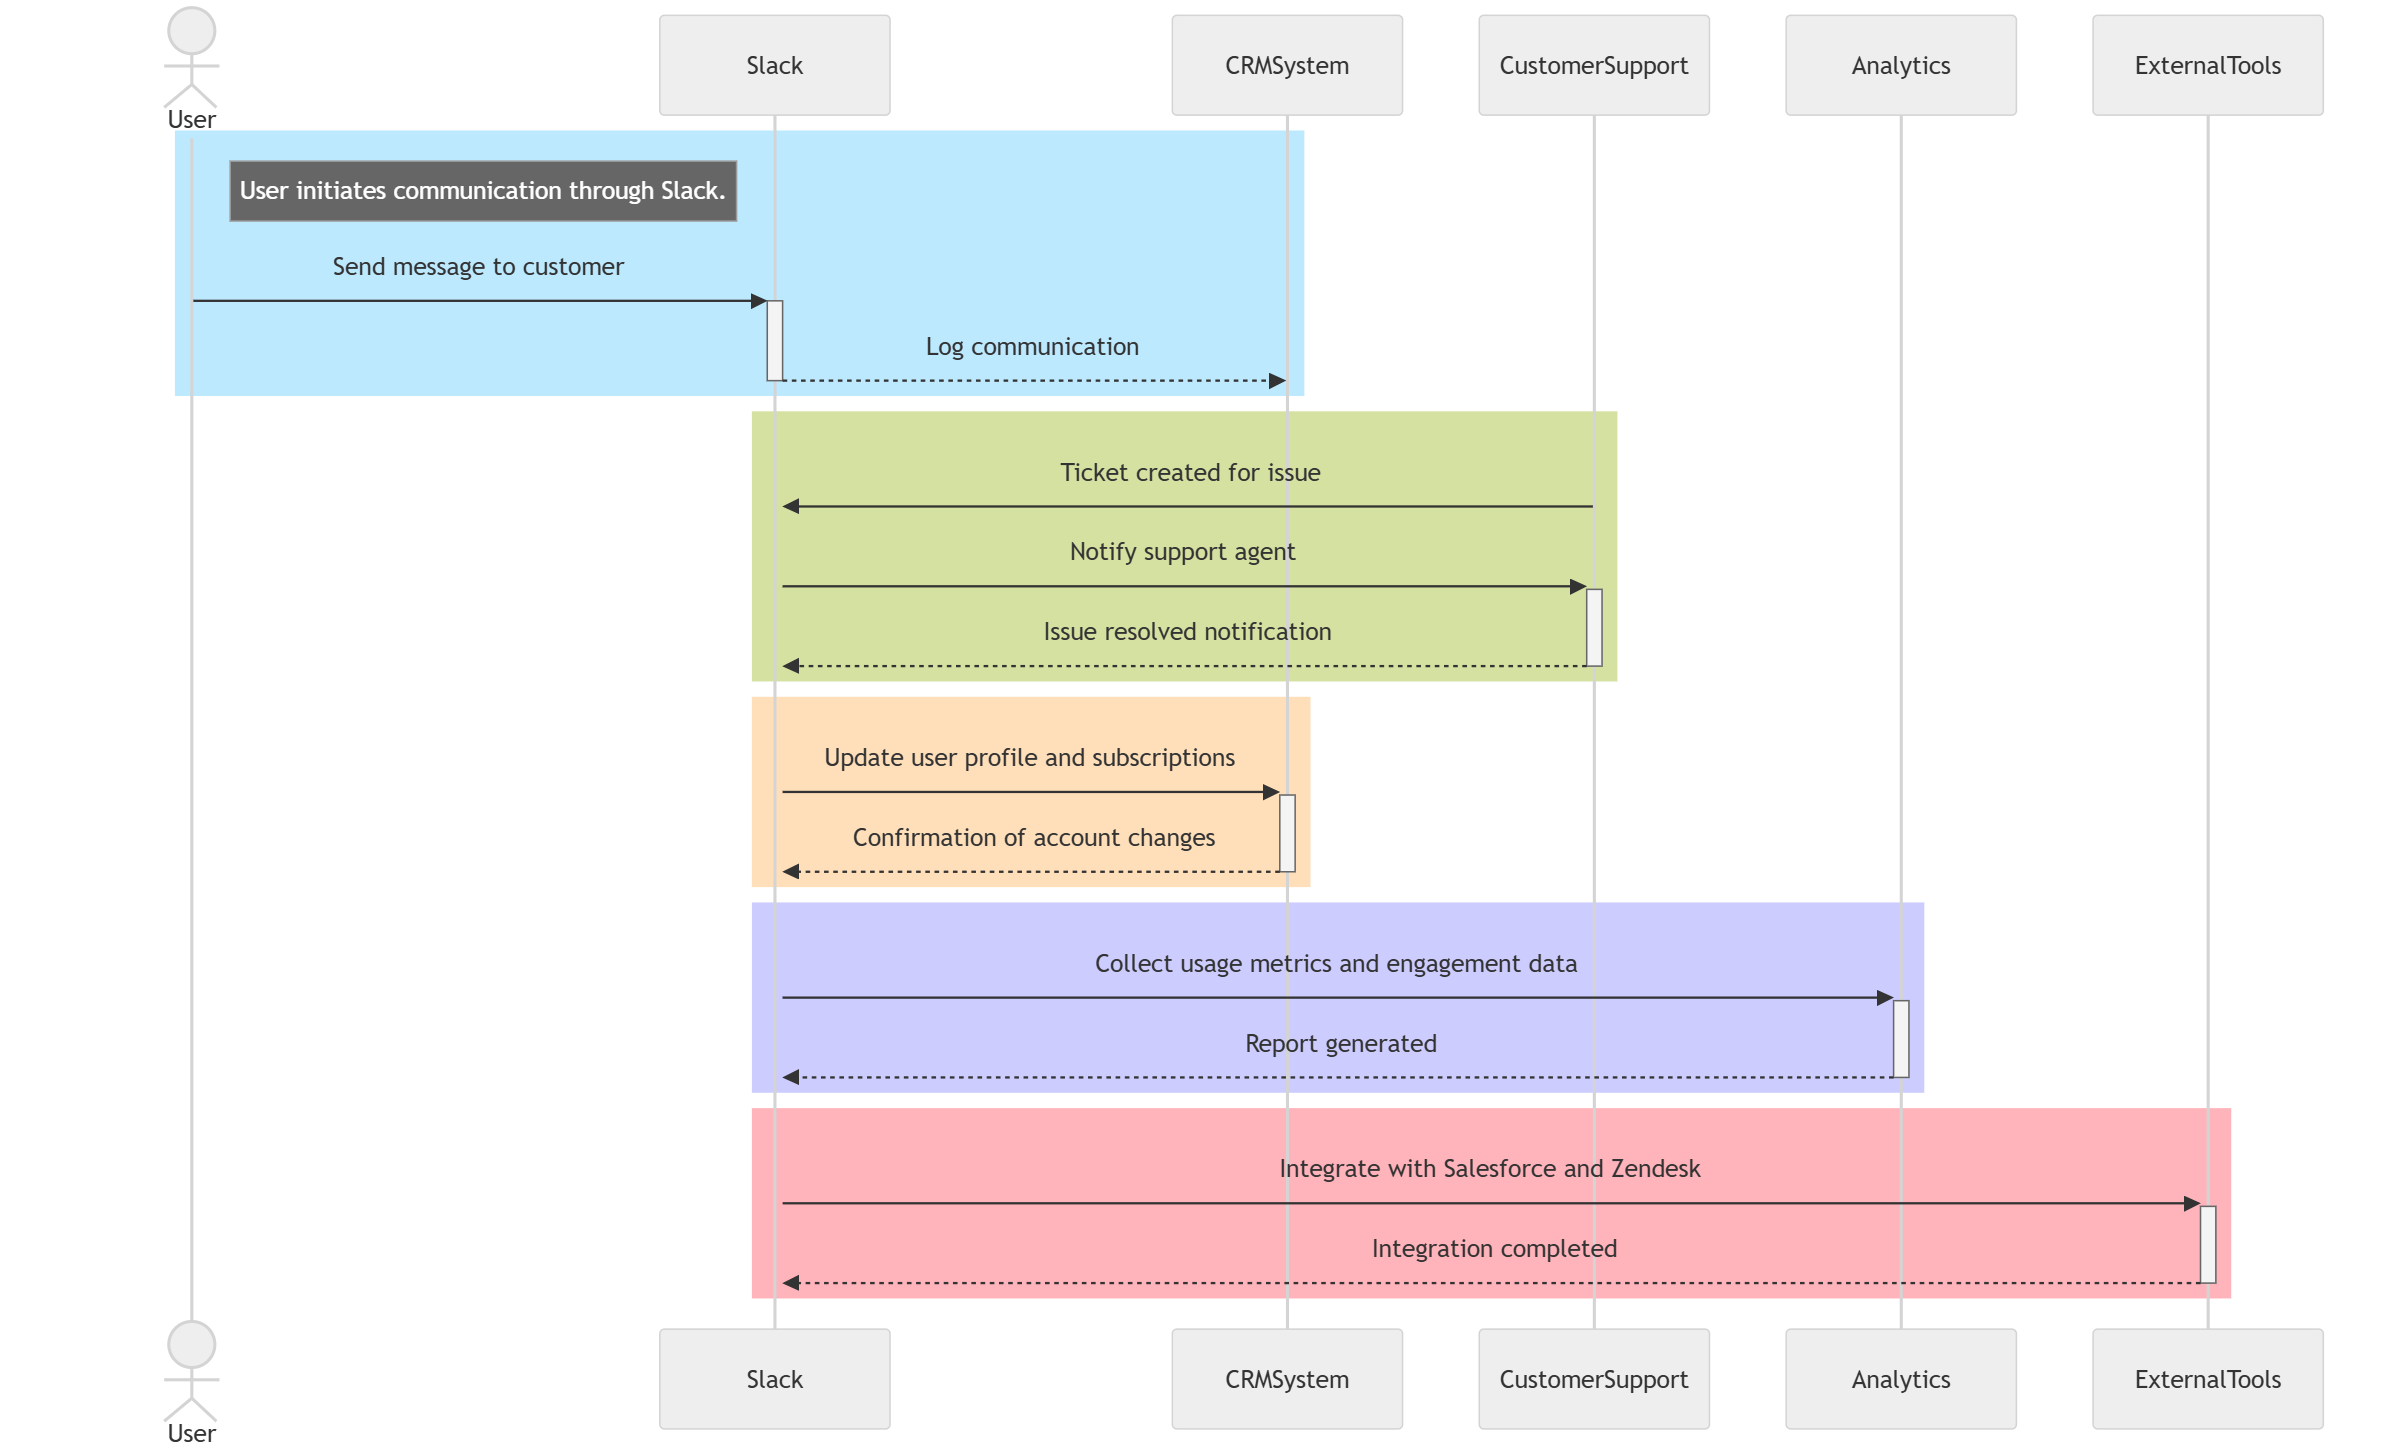 User
Slack
CRMSystem
CustomerSupport
Analytics
ExternalTools
User initiates communication through Slack.
Send message to customer
Log communication
Ticket created for issue
Notify support agent
Issue resolved notification
Update user profile and subscriptions
Confirmation of account changes
Collect usage metrics and engagement data
Report generated
Integrate with Salesforce and Zendesk
Integration completed
User
Slack
CRMSystem
CustomerSupport
Analytics
ExternalTools